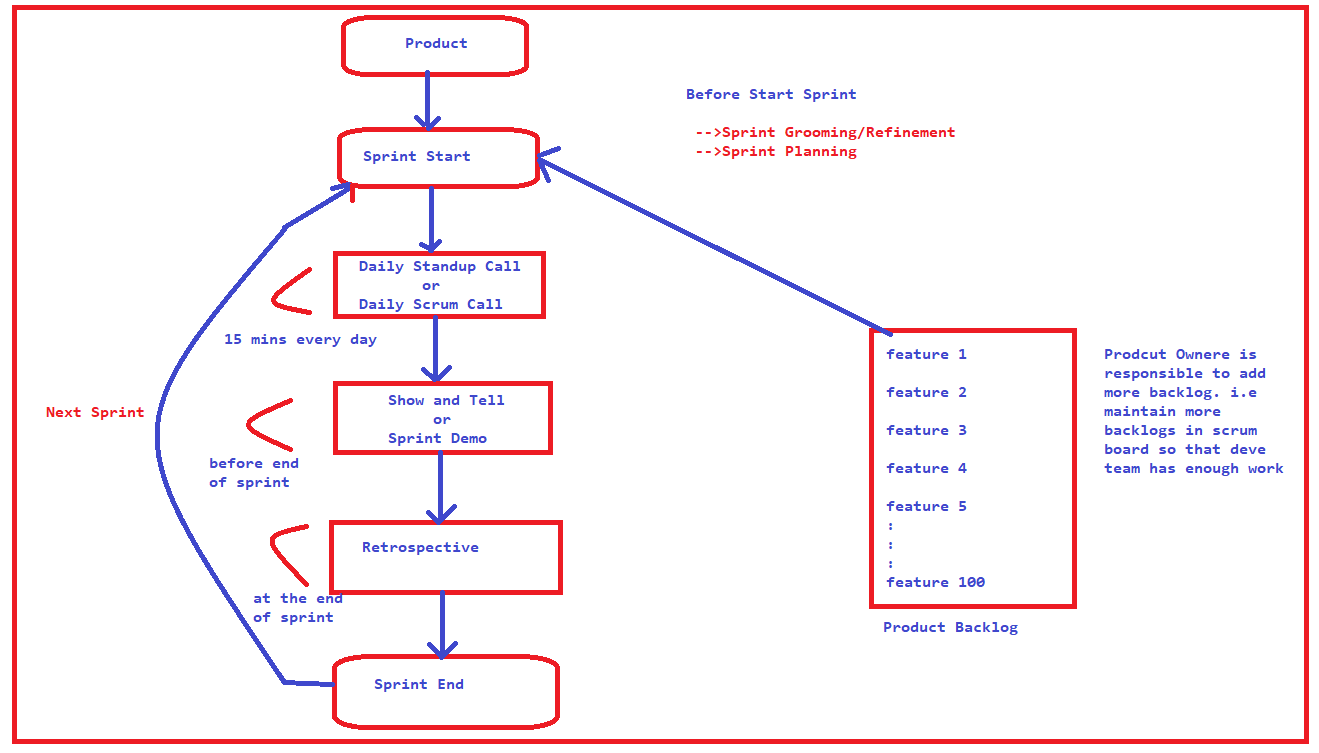 Product
Before Start Sprint
-->Sprint Grooming/Refinement
-->Sprint Planning
Sprint Start
Daily Standup Call
or
Daily Scrum Call
15 mins every day
Show and Tell
or
Sprint Demo
before end
of sprint
Next Sprint
Retrospective
at the end
of sprint
Sprint End
feature 1
feature 2
feature 3
feature 4
feature 5
:
:
:
feature 100
Product Backlog
Prodcut Ownere is
responsible to add
more backlog. i.e
maintain more
backlogs in scrum
board so that deve
team has enough work